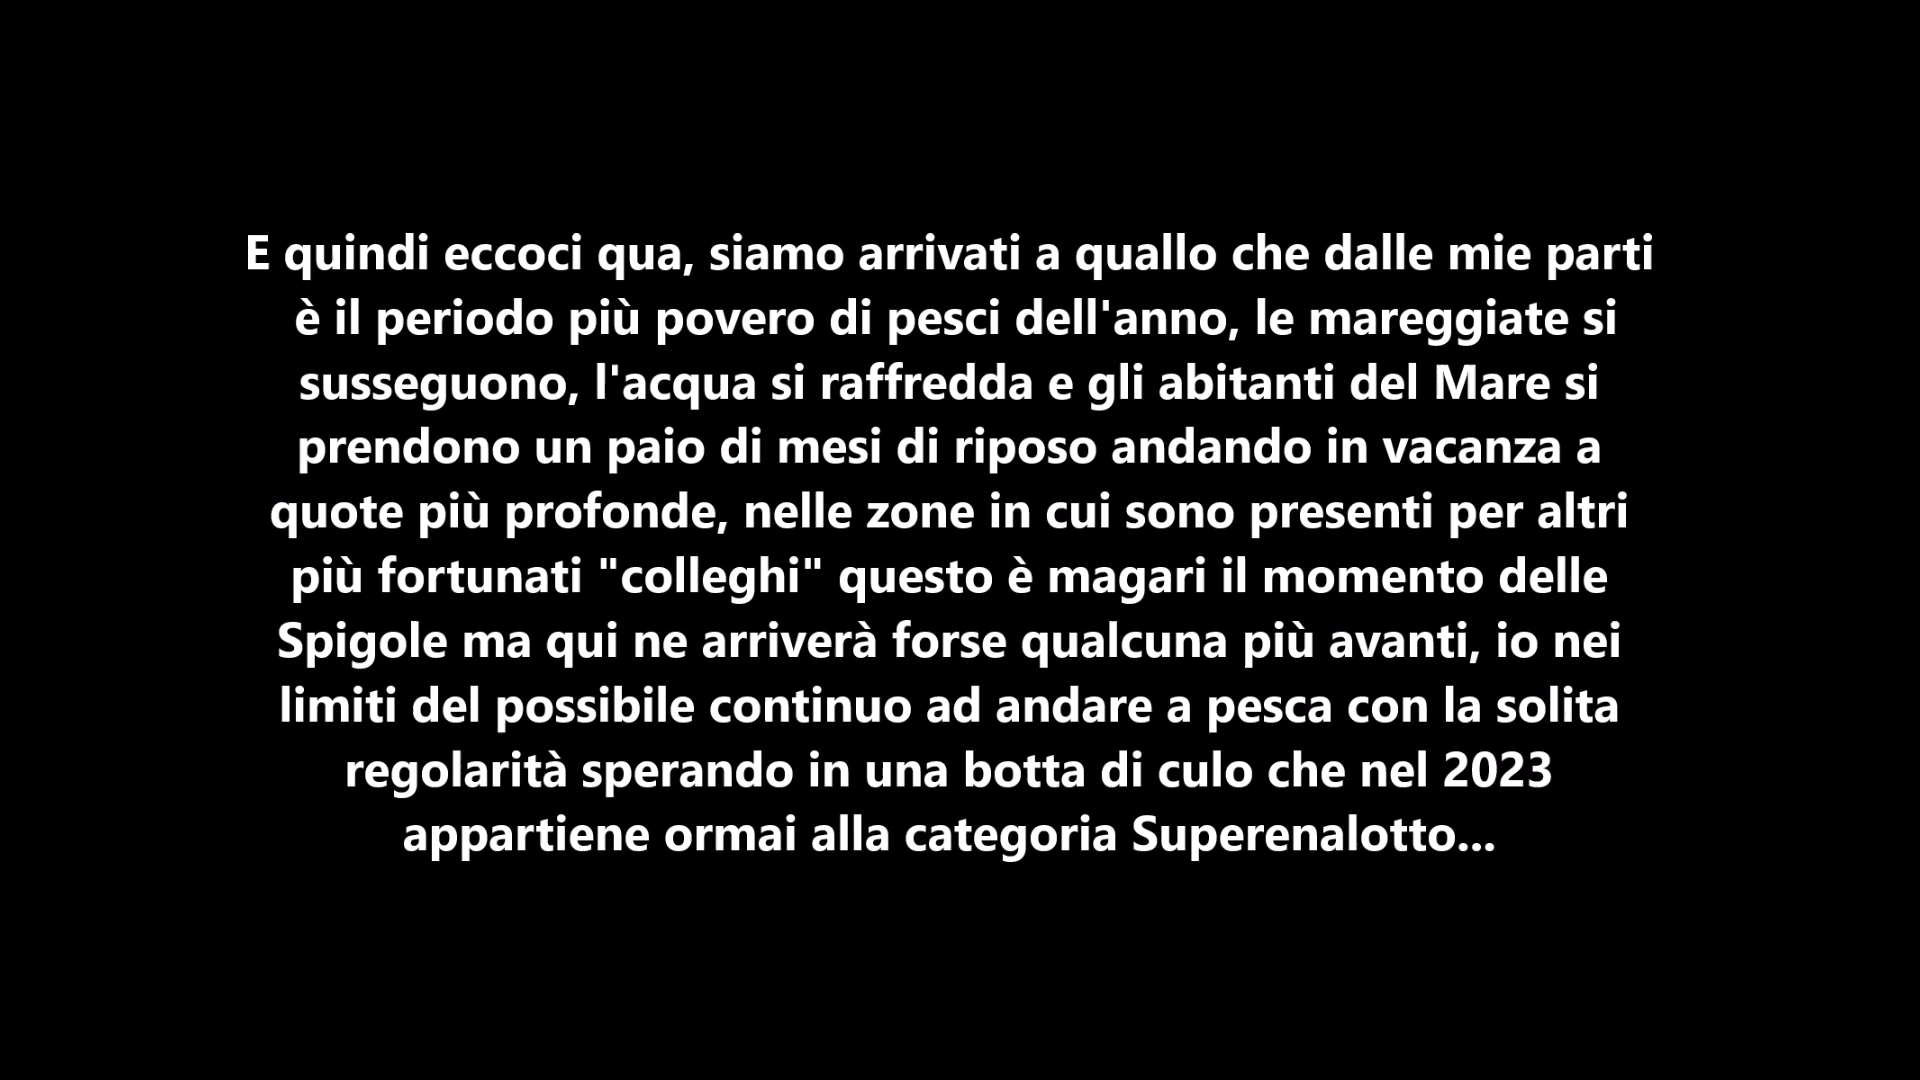 E quindi eccoci qua, siamo arrivati a quallo che dalle mie parti
è il periodo più povero di pesci dell'anno, le mareggiate si
susseguono, l'acqua si raffredda e gli abitanti del Mare si
prendono un paio di mesi di riposo andando in vacanza a
quote più profonde, nelle zone in cui sono presenti per altri
più fortunati "colleghi" questo è magari il momento delle
Spigole ma qui ne arriverà forse qualcuna più avanti, io nei
limiti del possibile continuo ad andare a pesca con la solita
regolarità sperando in una botta di culo che nel 2023
appartiene ormai alla categoria Superenalotto...